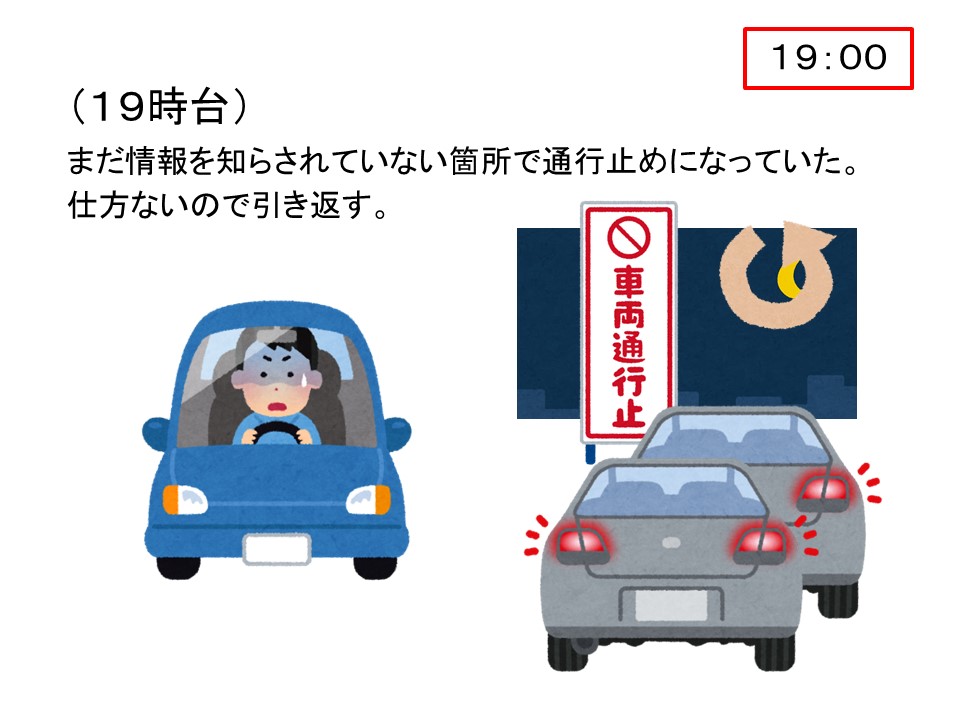 １９：００
（１９時台）
まだ情報を知らされていない箇所で通行止めになっていた。
仕方ないので引き返す。
車両通行止